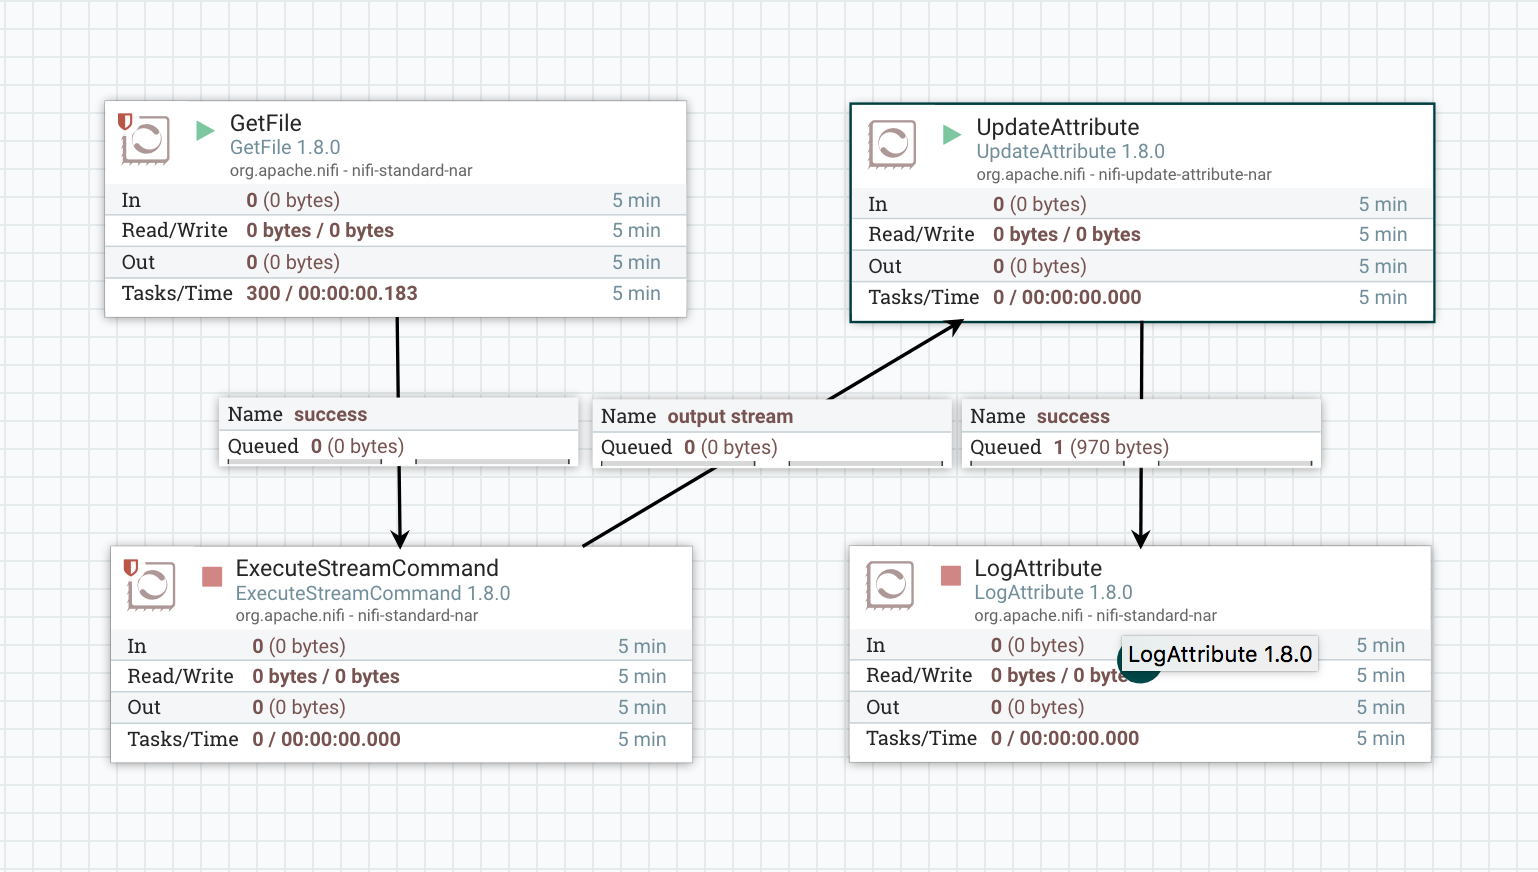 GetFile
GetFile 1.8.0
org.apache.nifi - nifi-standard-nar
In 0 (0 bytes) 5 min
Read/Write 0 bytes / 0 bytes 5 min
Out 0 (0 bytes) 5 min
Tasks/Time 300 / 00:00:00.183 5 min
UpdateAttribute
UpdateAttribute 1.8.0
org.apache.nifi - nifi-update-attribute-nar
In 0 (0 bytes) 5 min
Read/Write 0 bytes / 0 bytes 5 min
Out 0 (0 bytes) 5 min
Tasks/Time 0 / 00:00:00.000 5 min
Name success
Queued 0 (0 bytes)
Name output stream
Queued 0 (0 bytes)
Name success
Queued 1 (970 bytes)
ExecuteStreamCommand
ExecuteStreamCommand 1.8.0
org.apache.nifi - nifi-standard-nar
In 0 (0 bytes) 5 min
Read/Write 0 bytes / 0 bytes 5 min
Out 0 (0 bytes) 5 min
Tasks/Time 0 / 00:00:00.000 5 min
LogAttribute
LogAttribute 1.8.0
org.apache.nifi - nifi-standard-nar
In 0 (0 bytes) 5 min
LogAttribute 1.8.0
Read/Write 0 bytes / 0 byte 5 min
Out 0 (0 bytes) 5 min
Tasks/Time 0 / 00:00:00.000 5 min